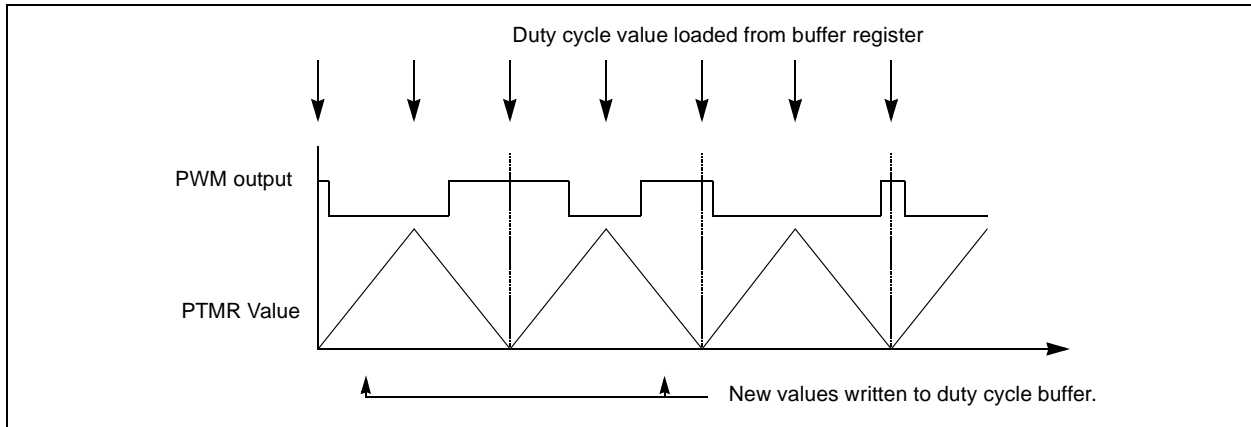 Duty cycle value loaded from buffer register
PWM output
PTMR Value
New values written to duty cycle buffer.